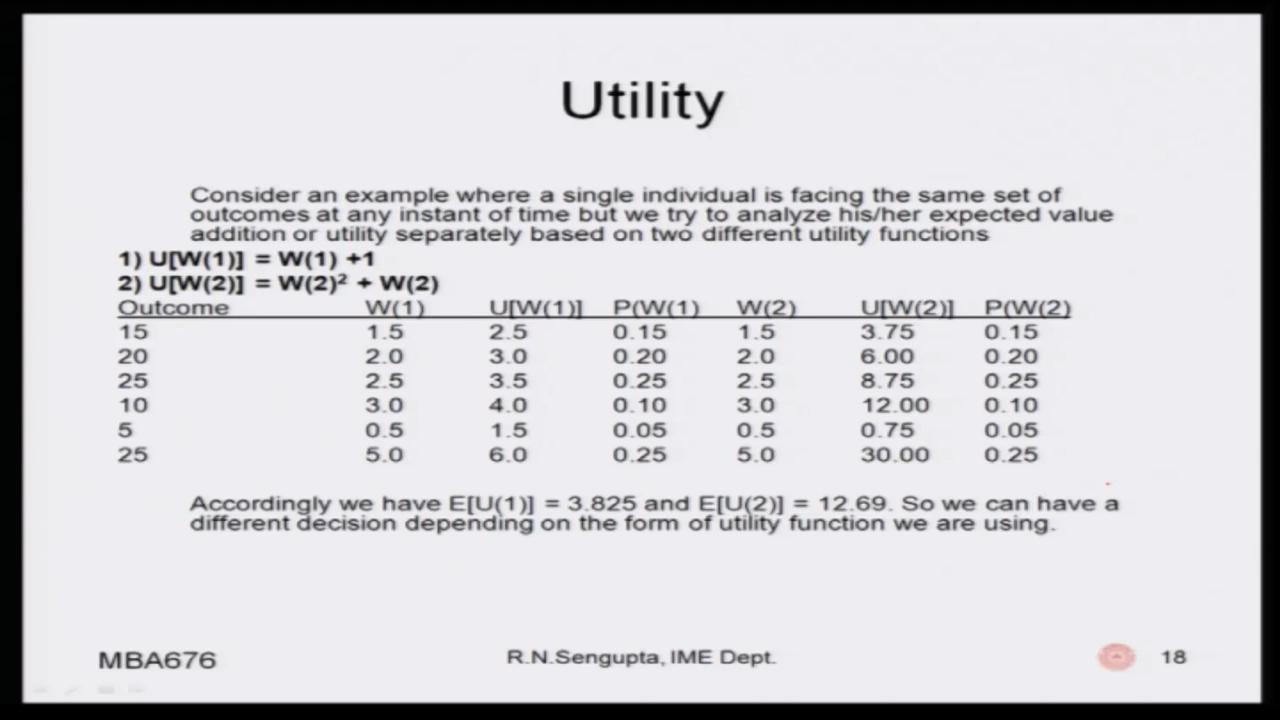 Utility
Consider an example where a single individual is facing the same set of
outcomes at any instant of time but we try to analyze his/her expected value
addition or utility separately based on two different utility functions
1) U[W(1)] = W(1) +1
2) U[W(2)] = W(2)² + W(2)
Outcome W(1) U[W(1)] P(W(1) W(2) U[W(2)] P(W(2)
15 1.5 2.5 0.15 1.5 3.75 0.15
20 2.0 3.0 0.20 2.0 6.00 0.20
25 2.5 3.5 0.25 2.5 8.75 0.25
10 3.0 4.0 0.10 3.0 12.00 0.10
5 0.5 1.5 0.05 0.5 0.75 0.05
25 5.0 6.0 0.25 5.0 30.00 0.25
Accordingly we have E[U(1)] = 3.825 and E[U(2)] = 12.69. So we can have a
different decision depending on the form of utility function we are using.
MBA676 R.N.Sengupta, IME Dept. 18